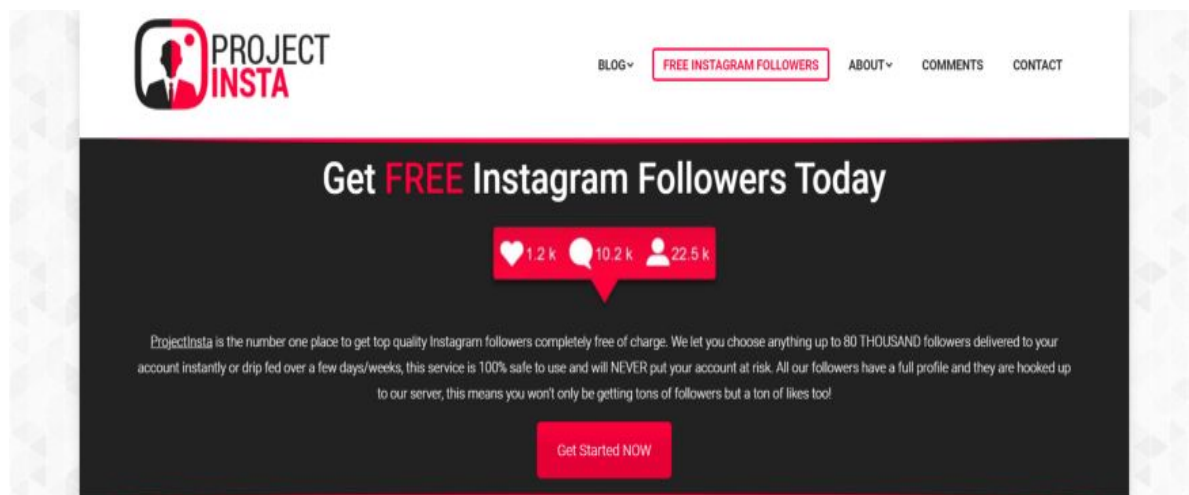 PROJECT
INSTA
BLOG
FREE INSTAGRAM FOLLOWERS
ABOUT
COMMENTS
CONTACT
Get FREE Instagram Followers Today
1.2 k 10.2 k 22.5 k
ProjectInsta is the number one place to get top quality Instagram followers completely free of charge. We let you choose anything up to 80 THOUSAND followers delivered to your
account instantly or drip fed over a few days/weeks, this service is 100% safe to use and will NEVER put your account at risk. All our followers have a full profile and they are hooked up
to our server, this means you won't only be getting tons of followers but a ton of likes too!
Get Started NOW